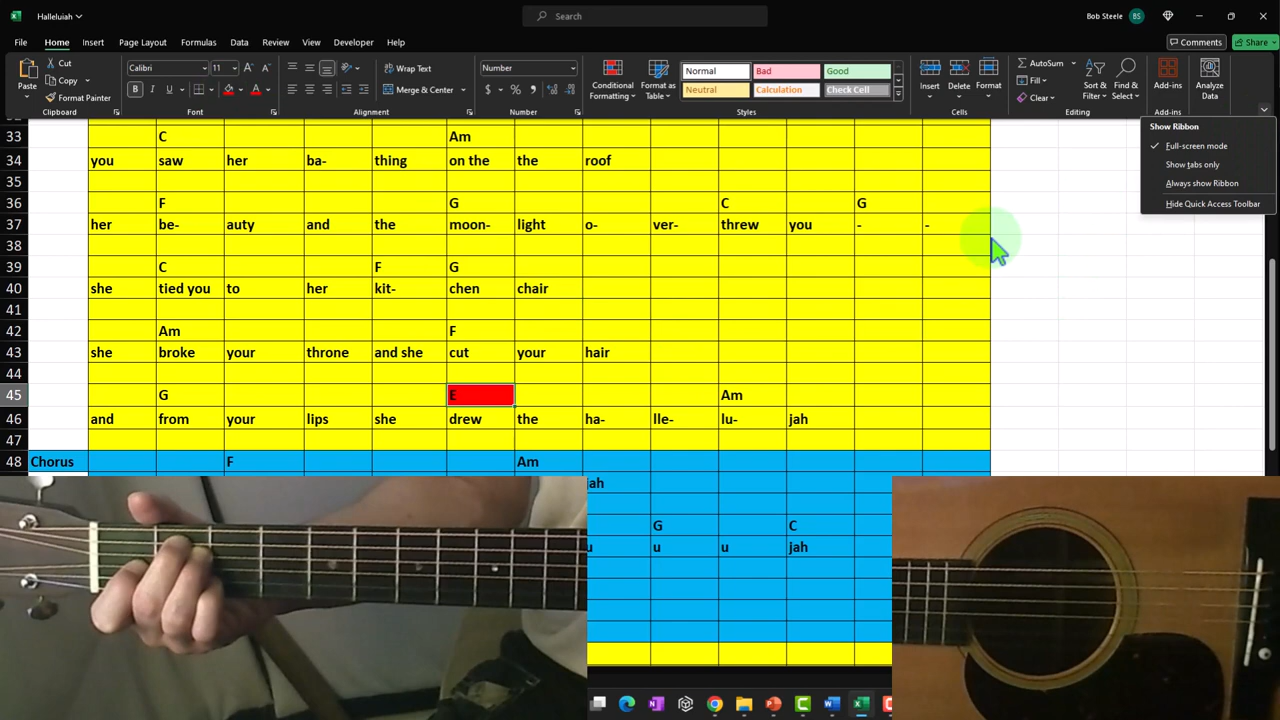 Halleluiah
Search
Bob Steele BS
File Home Insert Page Layout Formulas Data Review View Developer Help
Comments Share
Paste Cut Copy Format Painter
Calibri 11
B I U
Wrap Text
Merge & Center
Number
$ % ,
Conditional Formatting
Format as Table
Normal Bad Good
Neutral Calculation Check Cell
Insert Delete Format
AutoSum
Fill
Clear
Sort & Filter
Find & Select
Add-ins
Analyze Data
Clipboard Font Alignment Number Styles Cells Editing Add-ins
Show Ribbon
Full-screen mode
Show tabs only
Always show Ribbon
Hide Quick Access Toolbar
33 C Am
34 you saw her ba- thing on the the roof
35
36 F G C G
37 her be- auty and the moon- light o- ver- threw you - -
38
39 C F G
40 she tied you to her kit- chen chair
41
42 Am F
43 she broke your throne and she cut your hair
44
45 G E Am
46 and from your lips she drew the ha- lle- lu- jah
47
48 Chorus F Am
jah
G C
u u u jah